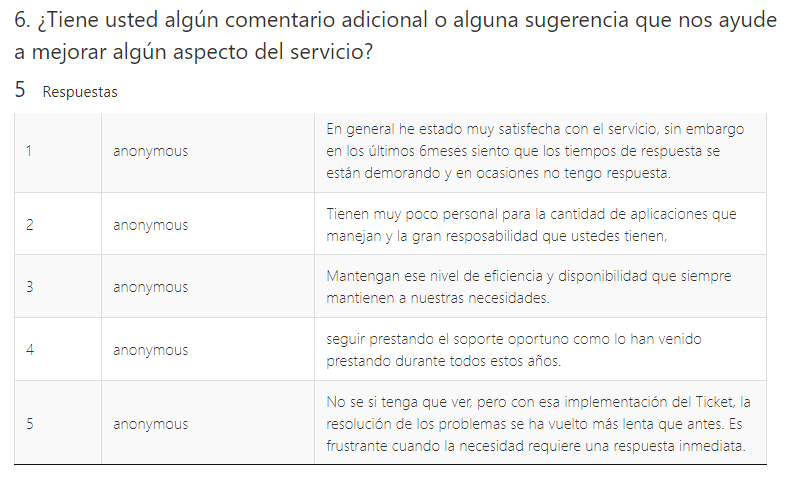 6. ¿Tiene usted algún comentario adicional o alguna sugerencia que nos ayude
a mejorar algún aspecto del servicio?
5 Respuestas
1
anonymous
En general he estado muy satisfecha con el servicio, sin embargo
en los últimos 6meses siento que los tiempos de respuesta se
están demorando y en ocasiones no tengo respuesta.
2
anonymous
Tienen muy poco personal para la cantidad de aplicaciones que
manejan y la gran resposabilidad que ustedes tienen,
3
anonymous
Mantengan ese nivel de eficiencia y disponibilidad que siempre
mantienen a nuestras necesidades.
4
anonymous
seguir prestando el soporte oportuno como lo han venido
prestando durante todos estos años.
5
anonymous
No se si tenga que ver, pero con esa implementación del Ticket, la
resolución de los problemas se ha vuelto más lenta que antes. Es
frustrante cuando la necesidad requiere una respuesta inmediata.